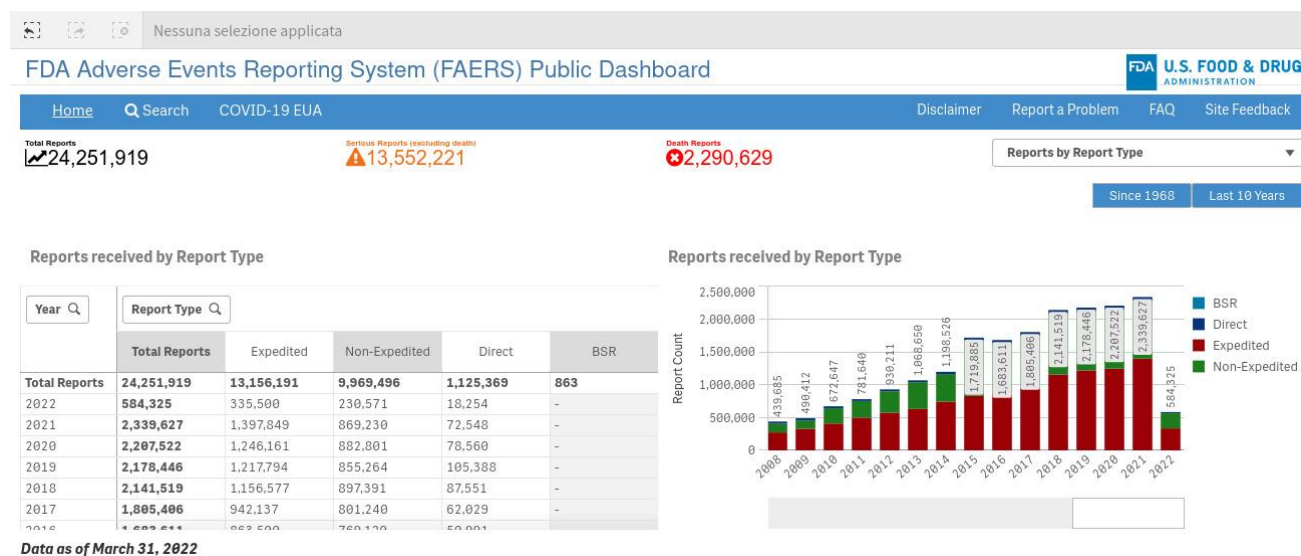 Nessuna selezione applicata
FDA Adverse Events Reporting System (FAERS) Public Dashboard
FDA U.S. FOOD & DRUG
ADMINISTRATION
Home Search COVID-19 EUA Disclaimer Report a Problem FAQ Site Feedback
Total Reports Serious Reports (excluding death) Death Reports
24,251,919 13,552,221 2,290,629
Reports by Report Type
Since 1968 Last 10 Years
Reports received by Report Type
Year Report Type
Total Reports Expedited Non-Expedited Direct BSR
Total Reports 24,251,919 13,156,191 9,969,496 1,125,369 863
2022 584,325 335,500 230,571 18,254 -
2021 2,339,627 1,397,849 869,230 72,548 -
2020 2,207,522 1,246,161 882,801 78,560 -
2019 2,178,446 1,217,794 855,264 105,388 -
2018 2,141,519 1,156,577 897,391 87,551 -
2017 1,805,406 942,137 801,240 62,029 -
Reports received by Report Type
Report Count
2,500,000
2,000,000
1,500,000
1,000,000
500,000
0
439,685
490,412
672,647
781,640
930,211
1,068,650
1,198,526
1,719,885
1,683,611
1,805,406
2,141,519
2,178,446
2,207,522
2,339,627
584,325
2008 2009 2010 2011 2012 2013 2014 2015 2016 2017 2018 2019 2020 2021 2022
BSR
Direct
Expedited
Non-Expedited
Data as of March 31, 2022